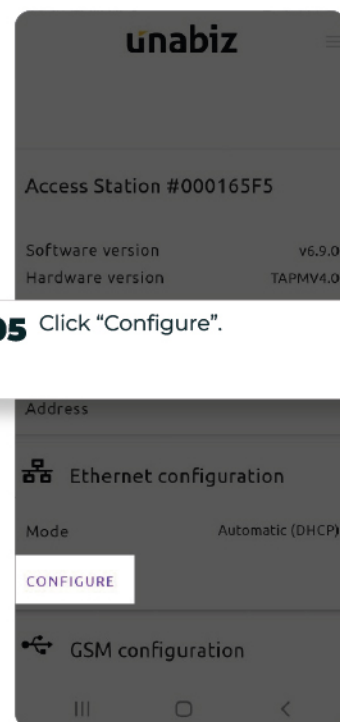 unabiz
Access Station #000165F5
Software version v6.9.0
Hardware version TAPMV4.0
05 Click “Configure”.
Address
Ethernet configuration
Mode Automatic (DHCP)
CONFIGURE
GSM configuration